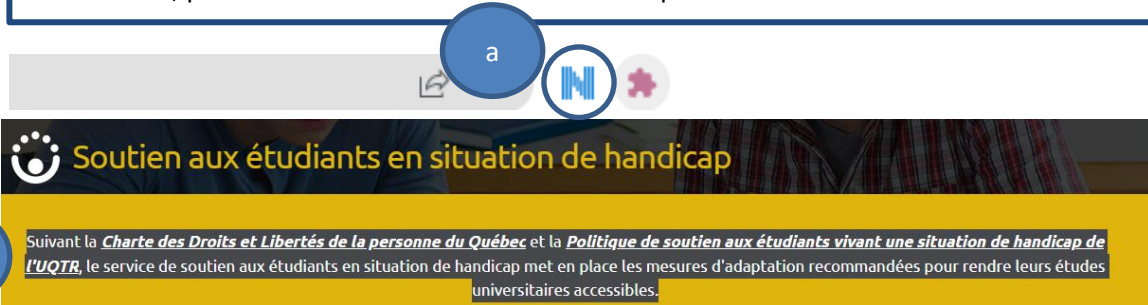 a
N
Soutien aux étudiants en situation de handicap
Suivant la Charte des Droits et Libertés de la personne du Québec et la Politique de soutien aux étudiants vivant une situation de handicap de
l'UQTR, le service de soutien aux étudiants en situation de handicap met en place les mesures d'adaptation recommandées pour rendre leurs études
universitaires accessibles.